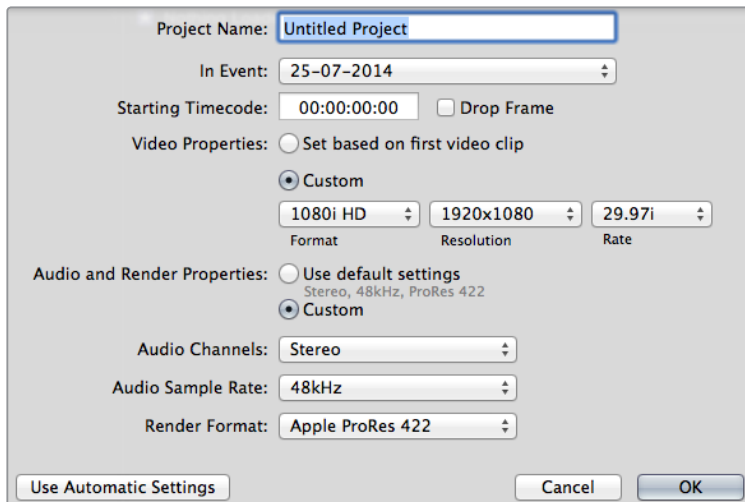 Project Name: Untitled Project
In Event: 25-07-2014
Starting Timecode: 00:00:00:00 Drop Frame
Video Properties: Set based on first video clip
Custom
1080i HD 1920x1080 29.97i
Format Resolution Rate
Audio and Render Properties: Use default settings
Stereo, 48kHz, ProRes 422
Custom
Audio Channels: Stereo
Audio Sample Rate: 48kHz
Render Format: Apple ProRes 422
Use Automatic Settings Cancel OK